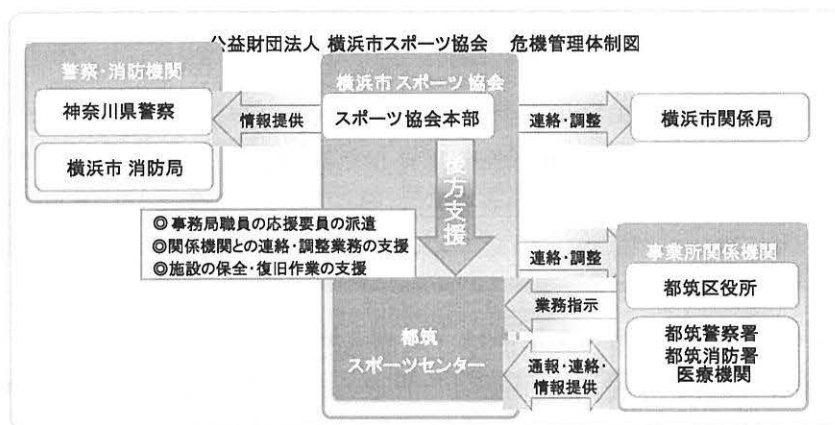 公益財団法人 横浜市スポーツ協会 危機管理体制図
警察・消防機関
神奈川県警察
横浜市 消防局
情報提供
横浜市スポーツ協会
スポーツ協会本部
連絡・調整
横浜市関係局
後方支援
◎事務局職員の応援要員の派遣
◎関係機関との連絡・調整業務の支援
◎施設の保全・復旧作業の支援
連絡・調整
業務指示
事業所関係機関
都筑区役所
都筑
スポーツセンター
通報・連絡・
情報提供
都筑警察署
都筑消防署
医療機関